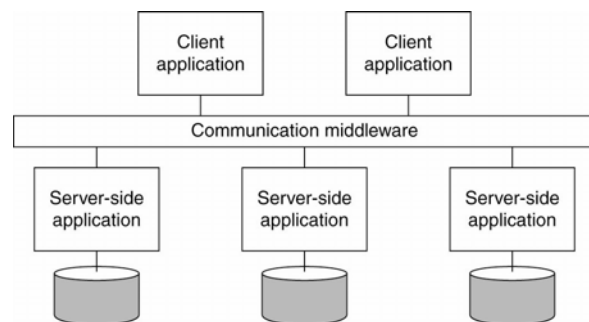 Client
application
Client
application
Communication middleware
Server-side
application
Server-side
application
Server-side
application